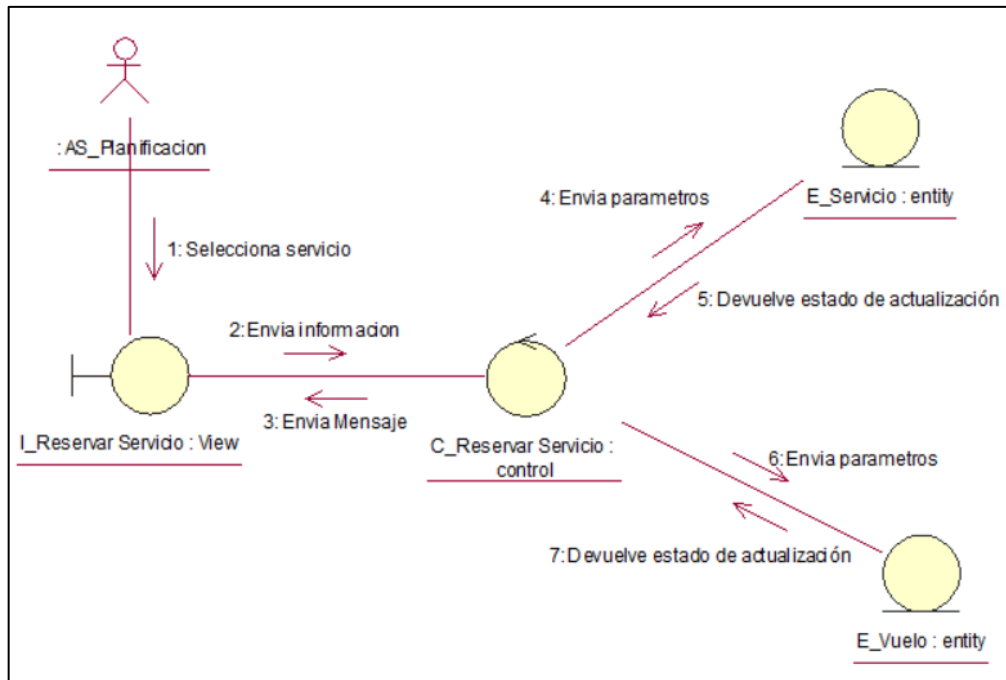 : AS_Planificacion
1: Selecciona servicio
2: Envia informacion
3: Envia Mensaje
I_Reservar Servicio : View
C_Reservar Servicio :
control
4: Envia parametros
E_Servicio : entity
5: Devuelve estado de actualización
6: Envia parametros
7: Devuelve estado de actualización
E_Vuelo : entity